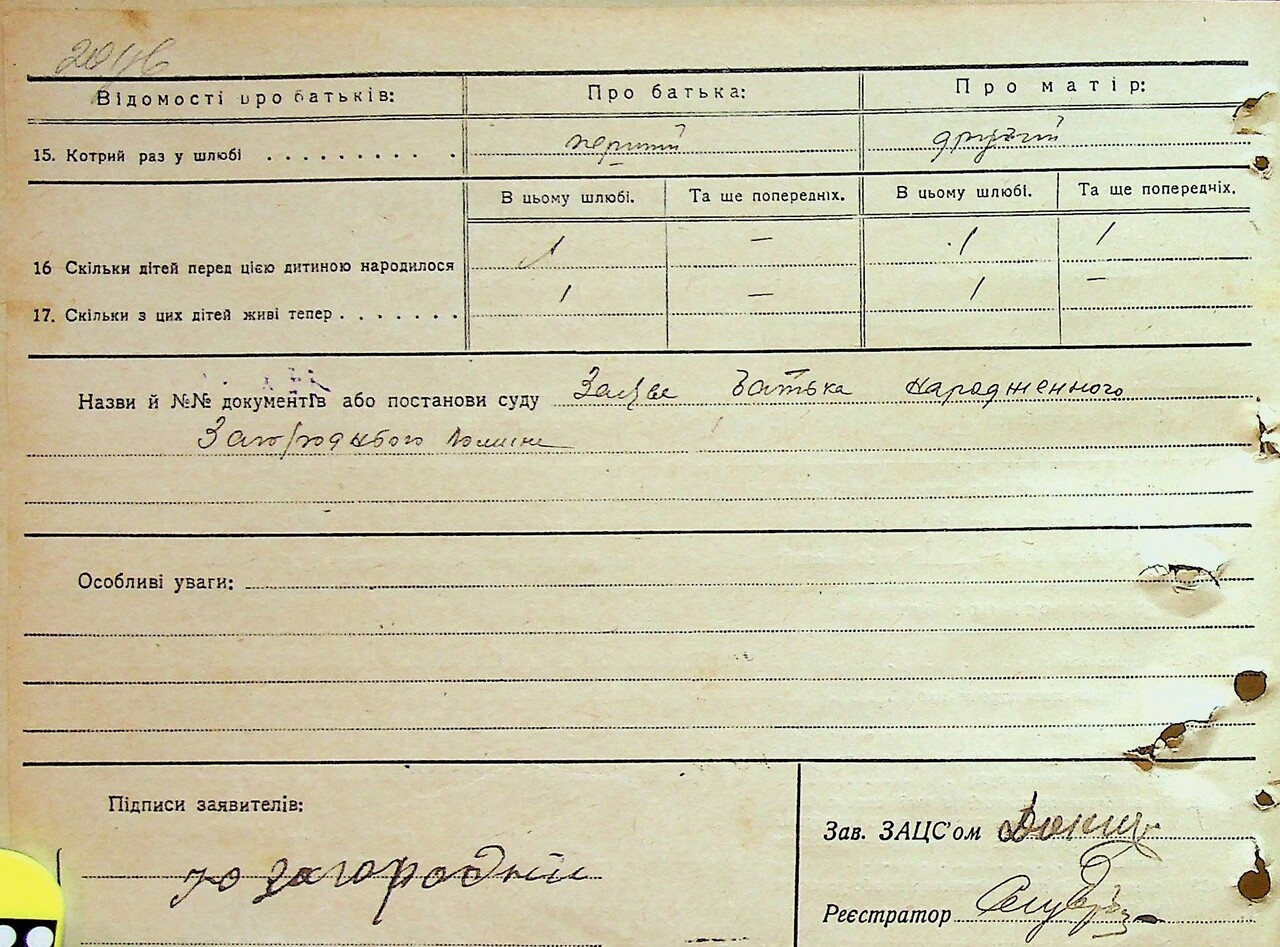 Відомості про батьків: Про батька: Про матір:
15. Котрий раз у шлюбі . . . . . . . . . . перший другий
В цьому шлюбі. Та ще попередніх. В цьому шлюбі. Та ще попередніх.
16 Скільки дітей перед цією дитиною народилося 1 — 1 1
17. Скільки з цих дітей живі тепер . . . . . . . 1 — 1 —
Назви й №№ документів або постанови суду Заява батька народженного
Загороднього
Особливі уваги:
Підписи заявителів:
загородній
Зав. ЗАЦС'ом
Реєстратор